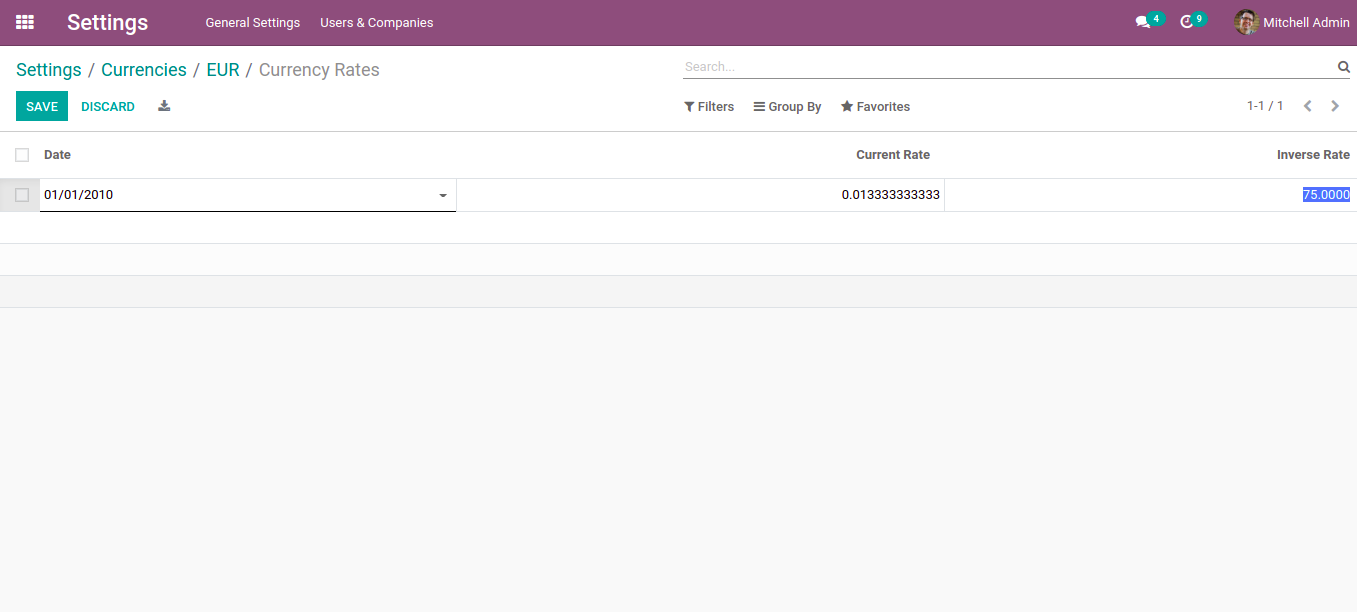 Settings General Settings Users & Companies 4 9 Mitchell Admin
Settings / Currencies / EUR / Currency Rates Search...
SAVE DISCARD Filters Group By Favorites 1-1 / 1
Date Current Rate Inverse Rate
01/01/2010 0.013333333333 75.0000